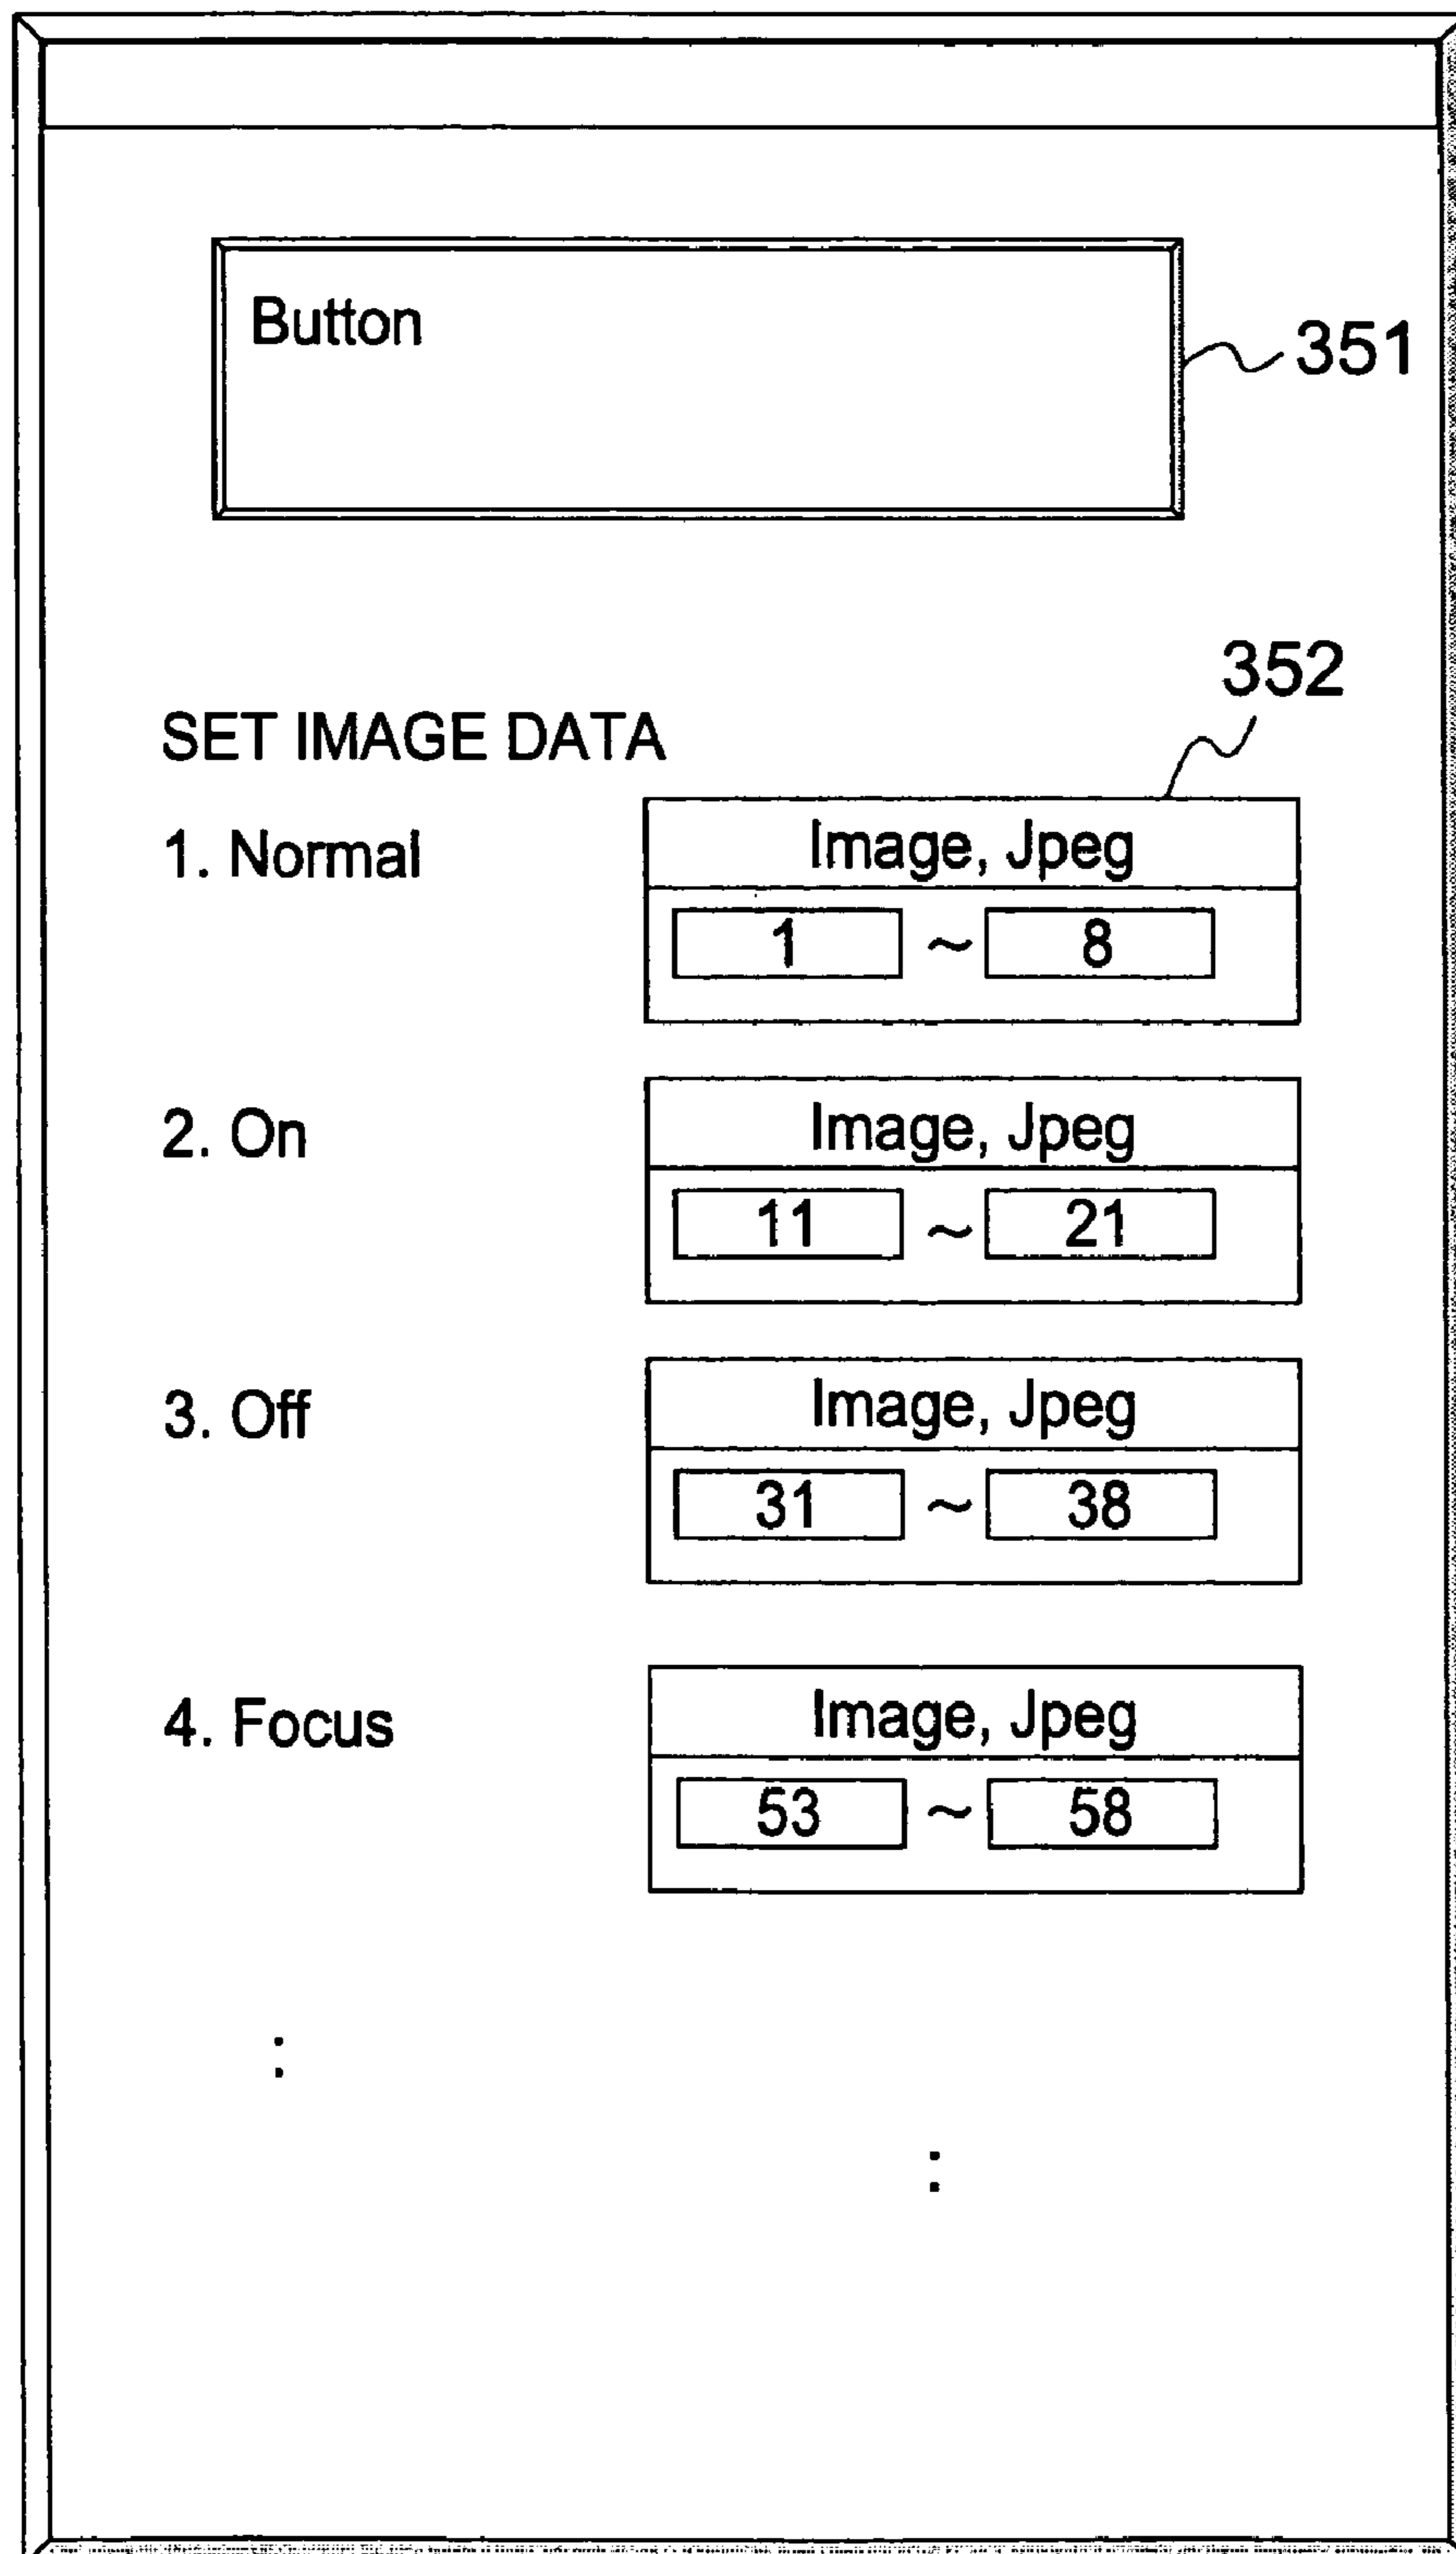 Button
351
352
SET IMAGE DATA
1. Normal
Image, Jpeg
1 ~ 8
2. On
Image, Jpeg
11 ~ 21
3. Off
Image, Jpeg
31 ~ 38
4. Focus
Image, Jpeg
53 ~ 58
:
: